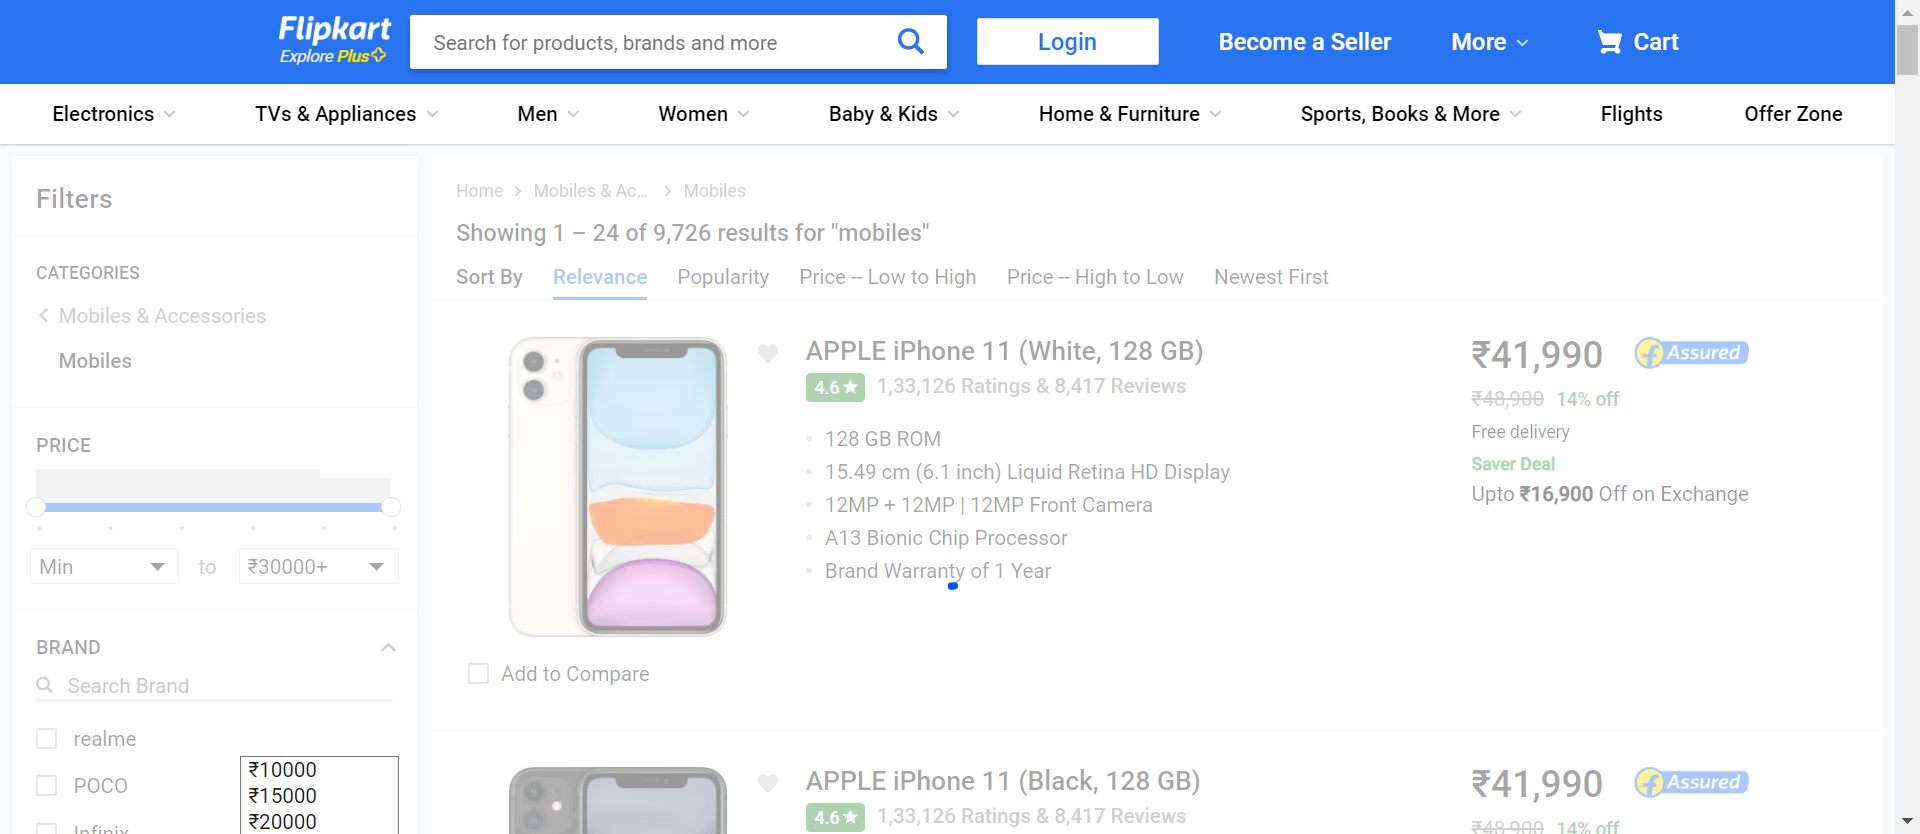 Flipkart
Explore Plus
Search for products, brands and more
Login
Become a Seller
More
Cart
Electronics
TVs & Appliances
Men
Women
Baby & Kids
Home & Furniture
Sports, Books & More
Flights
Offer Zone
Filters
CATEGORIES
Mobiles & Accessories
Mobiles
PRICE
Min
to
₹30000+
BRAND
Search Brand
realme
POCO
Infinix
₹10000
₹15000
₹20000
Home
Mobiles & Ac...
Mobiles
Showing 1 – 24 of 9,726 results for "mobiles"
Sort By
Relevance
Popularity
Price -- Low to High
Price -- High to Low
Newest First
APPLE iPhone 11 (White, 128 GB)
4.6★ 1,33,126 Ratings & 8,417 Reviews
128 GB ROM
15.49 cm (6.1 inch) Liquid Retina HD Display
12MP + 12MP | 12MP Front Camera
A13 Bionic Chip Processor
Brand Warranty of 1 Year
Add to Compare
₹41,990
Assured
₹48,900 14% off
Free delivery
Saver Deal
Upto ₹16,900 Off on Exchange
APPLE iPhone 11 (Black, 128 GB)
4.6★ 1,33,126 Ratings & 8,417 Reviews
₹41,990
Assured
₹48,900 14% off